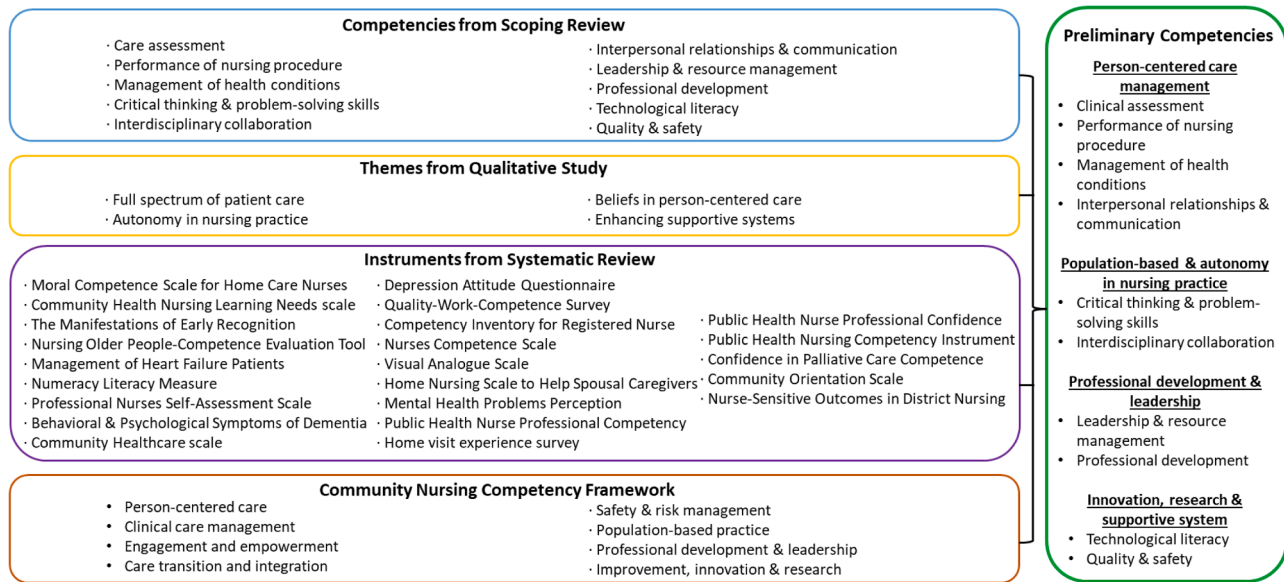 Competencies from Scoping Review
· Care assessment
· Performance of nursing procedure
· Management of health conditions
· Critical thinking & problem-solving skills
· Interdisciplinary collaboration
· Interpersonal relationships & communication
· Leadership & resource management
· Professional development
· Technological literacy
· Quality & safety
Themes from Qualitative Study
· Full spectrum of patient care
· Autonomy in nursing practice
· Beliefs in person-centered care
· Enhancing supportive systems
Instruments from Systematic Review
· Moral Competence Scale for Home Care Nurses
· Community Health Nursing Learning Needs scale
· The Manifestations of Early Recognition
· Nursing Older People-Competence Evaluation Tool
· Management of Heart Failure Patients
· Numeracy Literacy Measure
· Professional Nurses Self-Assessment Scale
· Behavioral & Psychological Symptoms of Dementia
· Community Healthcare scale
· Depression Attitude Questionnaire
· Quality-Work-Competence Survey
· Competency Inventory for Registered Nurse
· Nurses Competence Scale
· Visual Analogue Scale
· Home Nursing Scale to Help Spousal Caregivers
· Mental Health Problems Perception
· Public Health Nurse Professional Competency
· Home visit experience survey
· Public Health Nurse Professional Confidence
· Public Health Nursing Competency Instrument
· Confidence in Palliative Care Competence
· Community Orientation Scale
· Nurse-Sensitive Outcomes in District Nursing
Community Nursing Competency Framework
• Person-centered care
• Clinical care management
• Engagement and empowerment
• Care transition and integration
· Safety & risk management
· Population-based practice
· Professional development & leadership
· Improvement, innovation & research
Preliminary Competencies
Person-centered care
management
• Clinical assessment
• Performance of nursing
procedure
• Management of health
conditions
• Interpersonal relationships &
communication
Population-based & autonomy
in nursing practice
• Critical thinking & problem-
solving skills
• Interdisciplinary collaboration
Professional development &
leadership
• Leadership & resource
management
• Professional development
Innovation, research &
supportive system
• Technological literacy
• Quality & safety